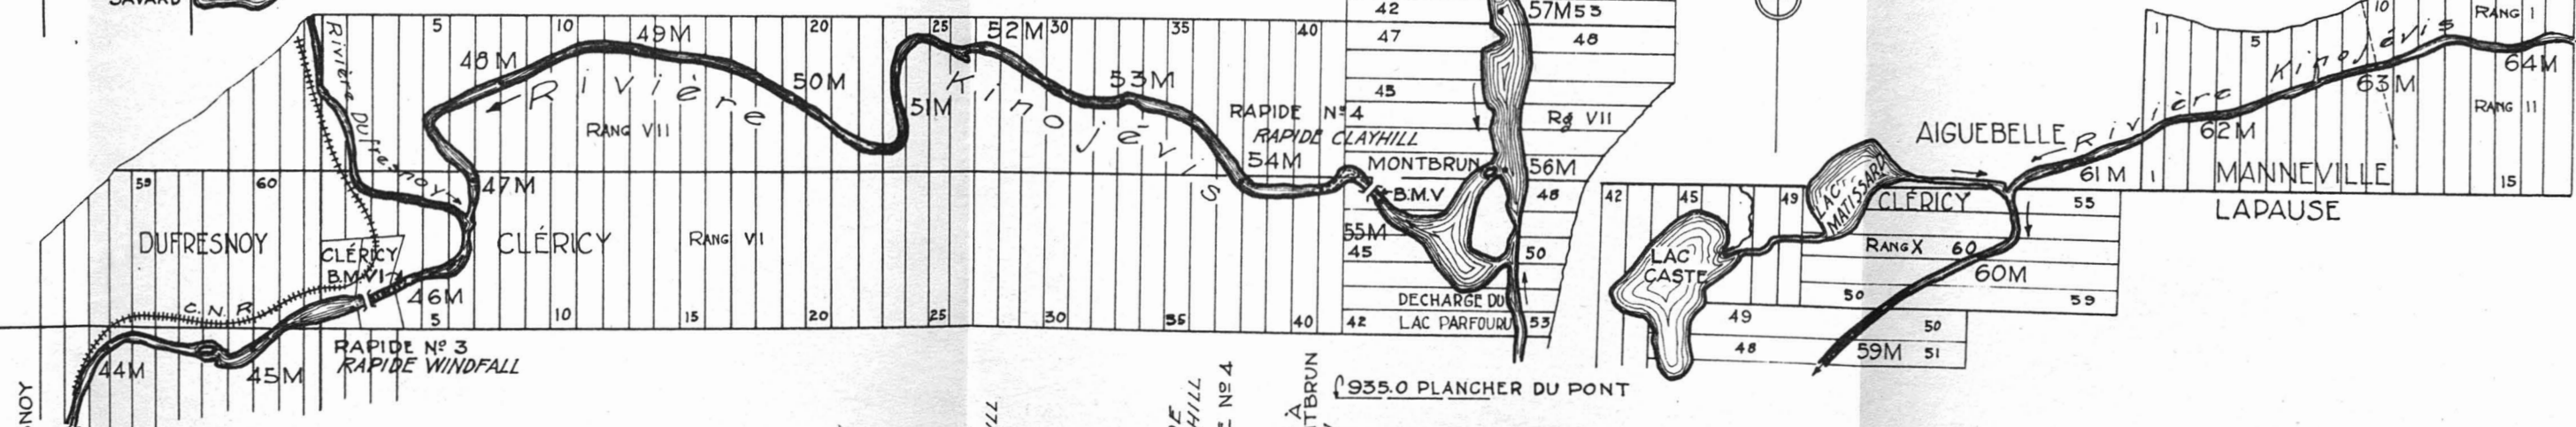 SAVARD
5
10
20
25
30
35
40
42
57M 53
10
RANG I
49M
52M
47
48
1
5
48M
Rivière Kinojévis
64M
Rivière Dufresnoy
50M
53M
45
63M
51M
RAPIDE Nº 4
Rg VII
RANG II
RANG VII
RAPIDE CLAYHILL
AIGUEBELLE
62M
Rivière Kinojévis
54M
MONTBRUN
56M
61M
1
MANNEVILLE
15
59
60
47M
B.M.V
48
42
45
49
LAC MATISSARD
CLÉRICY
55
LAPAUSE
DUFRESNOY
CLÉRICY
RANG VI
55M
CLÉRICY
B.M.VI
45
50
LAC
CASTE
RANG X 60
60M
46M
DECHARGE DU
50
59
C.N.R.
5
10
15
20
25
30
35
40
42
LAC PARFOURU
53
49
50
RAPIDE Nº 3
RAPIDE WINDFALL
48
59M
51
44M
45M
935.0 PLANCHER DU PONT
Nº 4
À